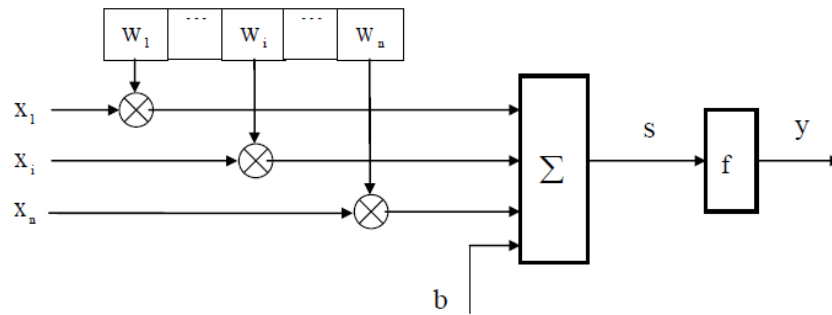 W₁ ... Wᵢ ... Wₙ
X₁
Xᵢ
Xₙ
Σ
s
f
y
b